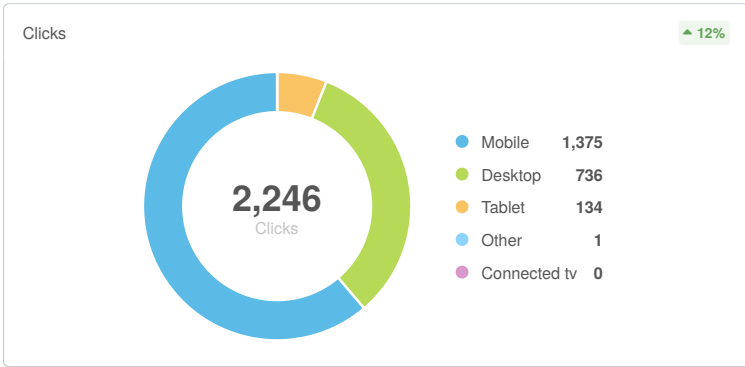 Clicks
12%
2,246
Clicks
Mobile 1,375
Desktop 736
Tablet 134
Other 1
Connected tv 0